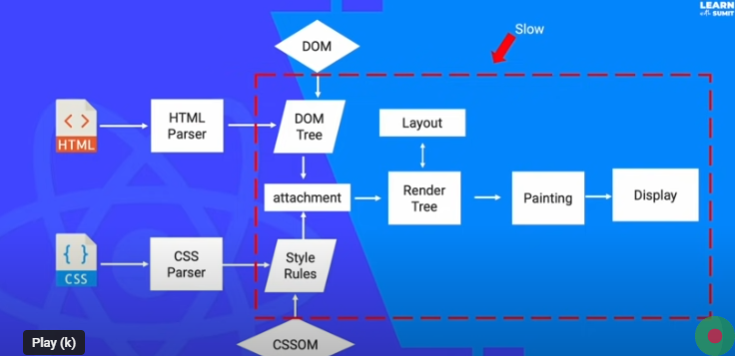 LEARN
with SUMIT
Slow
DOM
HTML
HTML
Parser
DOM
Tree
Layout
attachment
Render
Tree
Painting
Display
CSS
CSS
Parser
Style
Rules
CSSOM
Play (k)